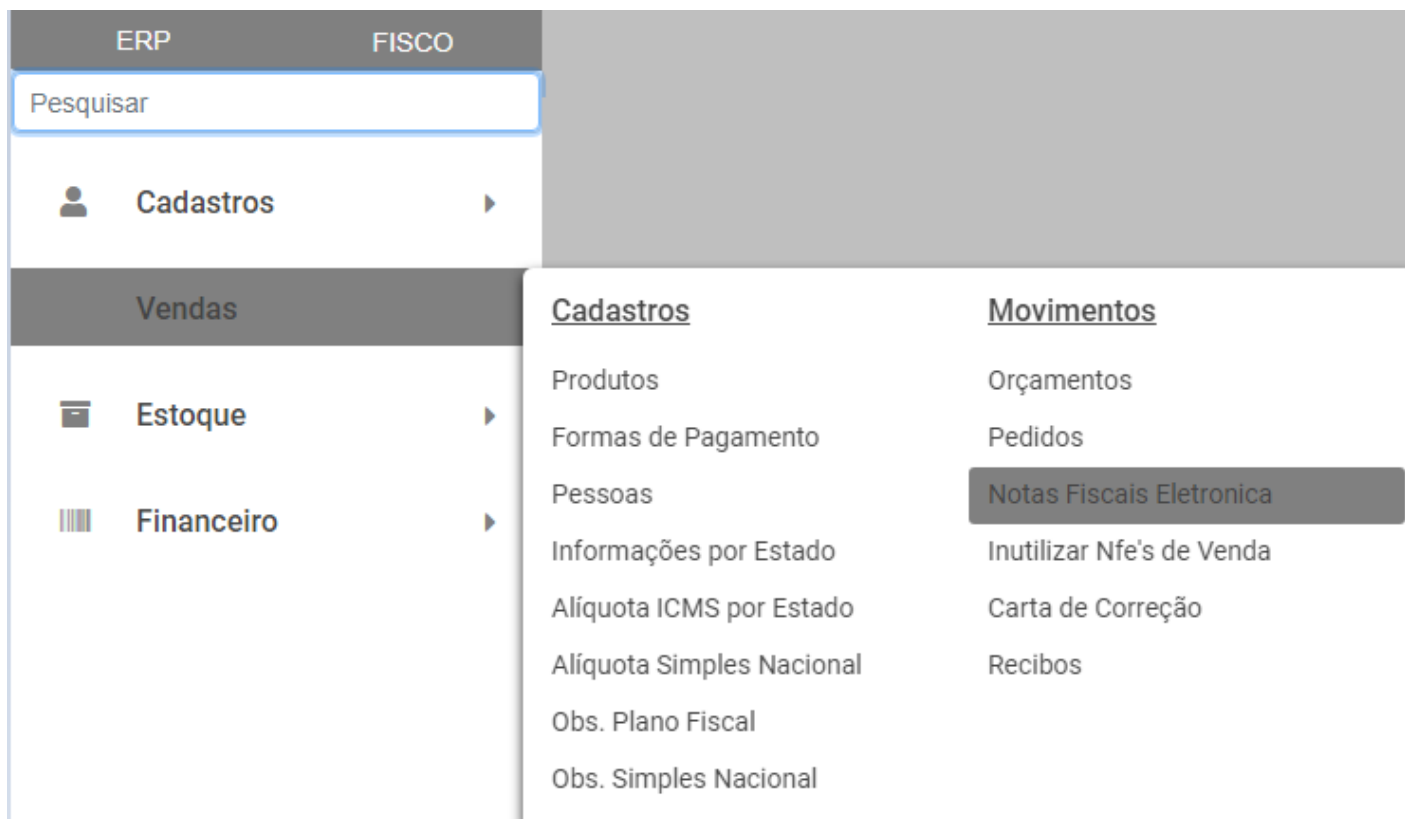 ERP FISCO
Pesquisar
Cadastros
Vendas
Estoque
Financeiro
Cadastros
Produtos
Formas de Pagamento
Pessoas
Informações por Estado
Alíquota ICMS por Estado
Alíquota Simples Nacional
Obs. Plano Fiscal
Obs. Simples Nacional
Movimentos
Orçamentos
Pedidos
Notas Fiscais Eletronica
Inutilizar Nfe's de Venda
Carta de Correção
Recibos